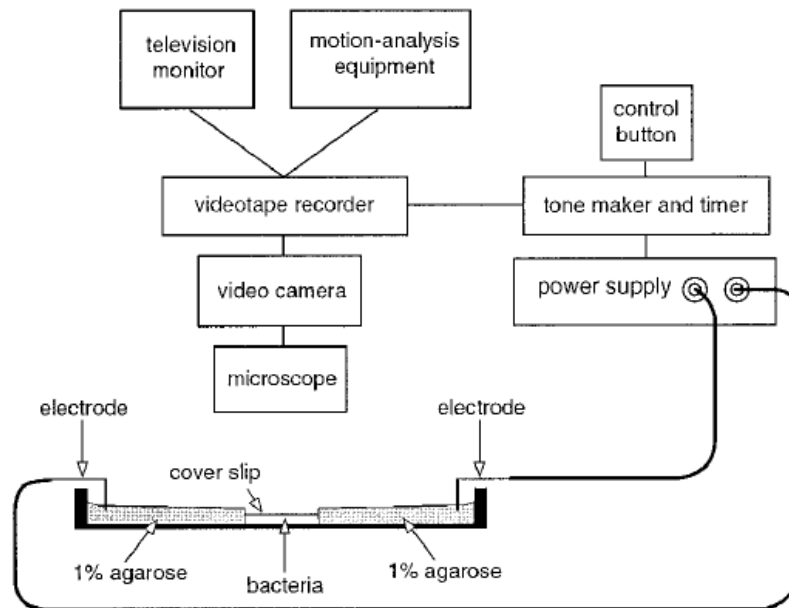 television
monitor
motion-analysis
equipment
control
button
videotape recorder
tone maker and timer
video camera
power supply
microscope
electrode
electrode
cover slip
1% agarose
bacteria
1% agarose